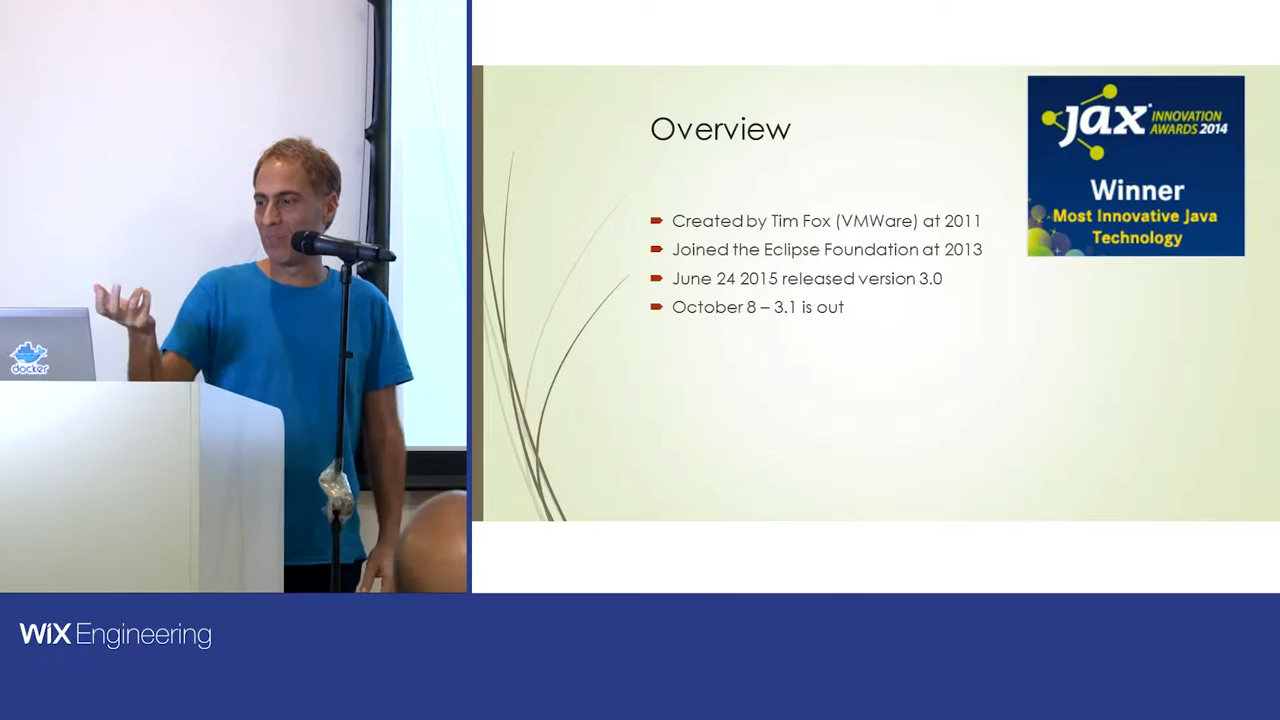 Overview
Created by Tim Fox (VMWare) at 2011
Joined the Eclipse Foundation at 2013
June 24 2015 released version 3.0
October 8 – 3.1 is out
jax INNOVATION
AWARDS 2014
Winner
Most Innovative Java
Technology
docker
WiX Engineering